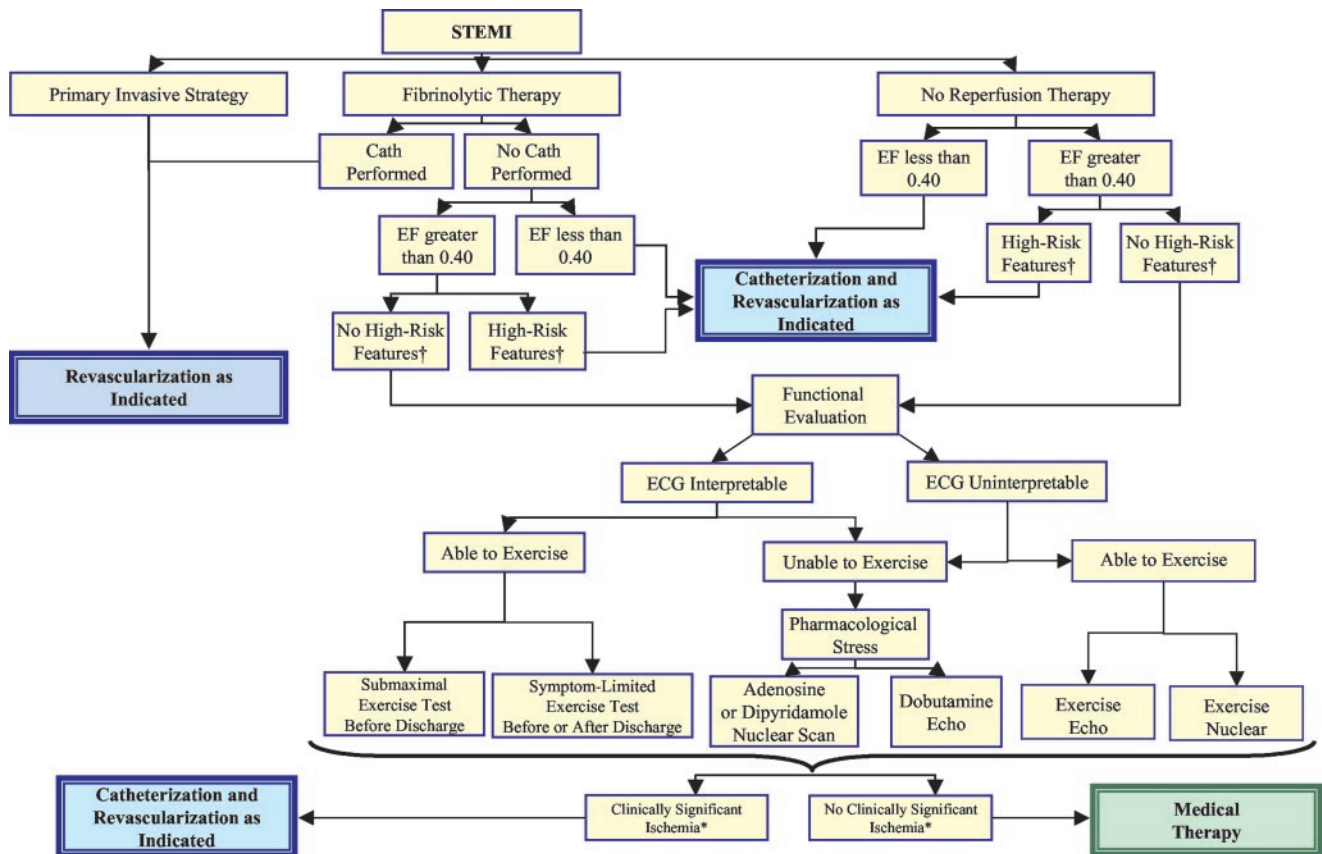 STEMI
Primary Invasive Strategy
Fibrinolytic Therapy
No Reperfusion Therapy
Cath
Performed
No Cath
Performed
EF less than
0.40
EF greater
than 0.40
EF greater
than 0.40
EF less than
0.40
High-Risk
Features†
No High-Risk
Features†
Catheterization and
Revascularization as
Indicated
No High-Risk
Features†
High-Risk
Features†
Revascularization as
Indicated
Functional
Evaluation
ECG Interpretable
ECG Uninterpretable
Able to Exercise
Unable to Exercise
Able to Exercise
Pharmacological
Stress
Submaximal
Exercise Test
Before Discharge
Symptom-Limited
Exercise Test
Before or After Discharge
Adenosine
or Dipyridamole
Nuclear Scan
Dobutamine
Echo
Exercise
Echo
Exercise
Nuclear
Catheterization and
Revascularization as
Indicated
Clinically Significant
Ischemia*
No Clinically Significant
Ischemia*
Medical
Therapy